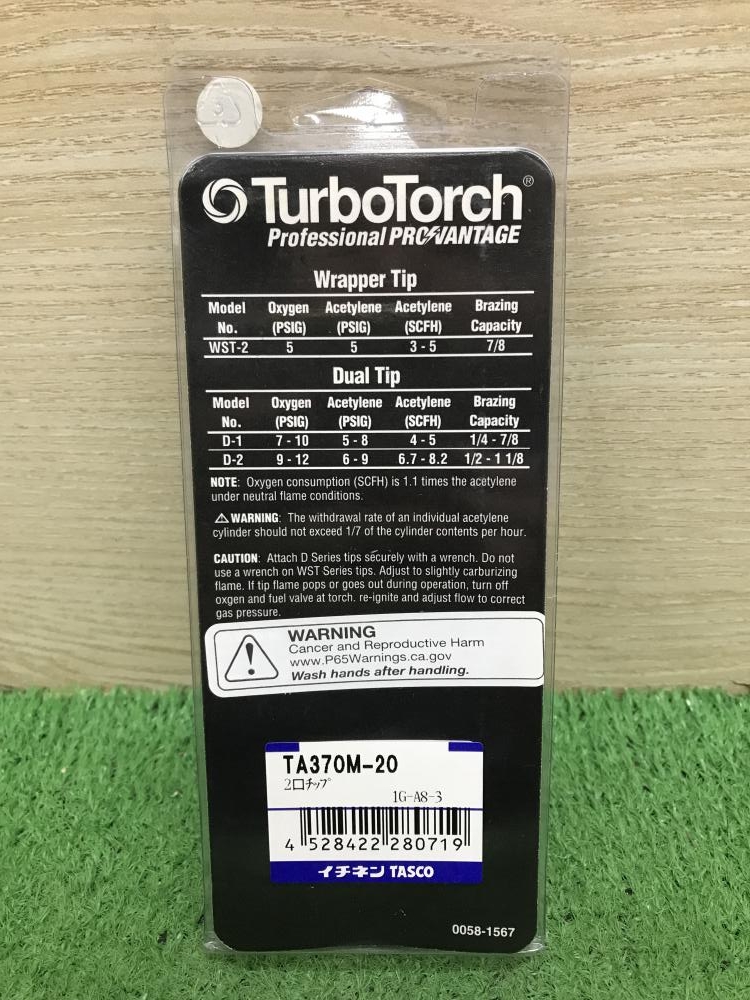 TurboTorch®
Professional PROVANTAGE
Wrapper Tip
Model Oxygen Acetylene Acetylene Brazing
No. (PSIG) (PSIG) (SCFH) Capacity
WST-2 5 5 3 - 5 7/8
Dual Tip
Model Oxygen Acetylene Acetylene Brazing
No. (PSIG) (PSIG) (SCFH) Capacity
D-1 7 - 10 5 - 8 4 - 5 1/4 - 7/8
D-2 9 - 12 6 - 9 6.7 - 8.2 1/2 - 1 1/8
NOTE: Oxygen consumption (SCFH) is 1.1 times the acetylene
under neutral flame conditions.
⚠ WARNING: The withdrawal rate of an individual acetylene
cylinder should not exceed 1/7 of the cylinder contents per hour.
CAUTION: Attach D Series tips securely with a wrench. Do not
use a wrench on WST Series tips. Adjust to slightly carburizing
flame. If tip flame pops or goes out during operation, turn off
oxgen and fuel valve at torch. re-ignite and adjust flow to correct
gas pressure.
WARNING
Cancer and Reproductive Harm
www.P65Warnings.ca.gov
Wash hands after handling.
TA370M-20
2口ﾁｯﾌﾟ
1G-A8-3
4 528422 280719
イチネン TASCO
0058-1567